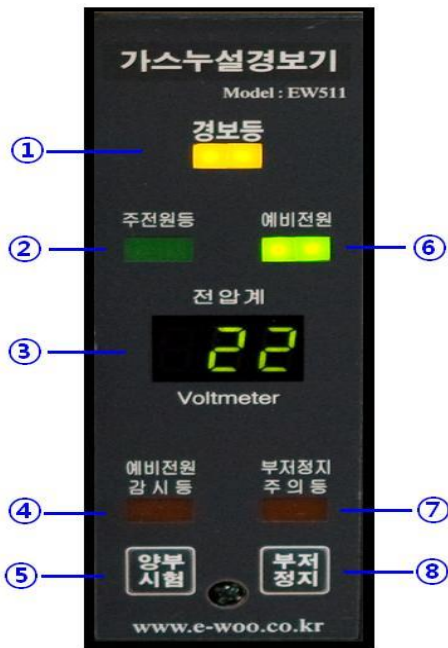 가스누설경보기
Model : EW511
경보등
①
주전원등
예비전원
②
⑥
전압계
22
③
Voltmeter
예비전원
감시등
부저정지
주의등
④
⑦
양부
시험
부저
정지
⑤
⑧
www.e-woo.co.kr